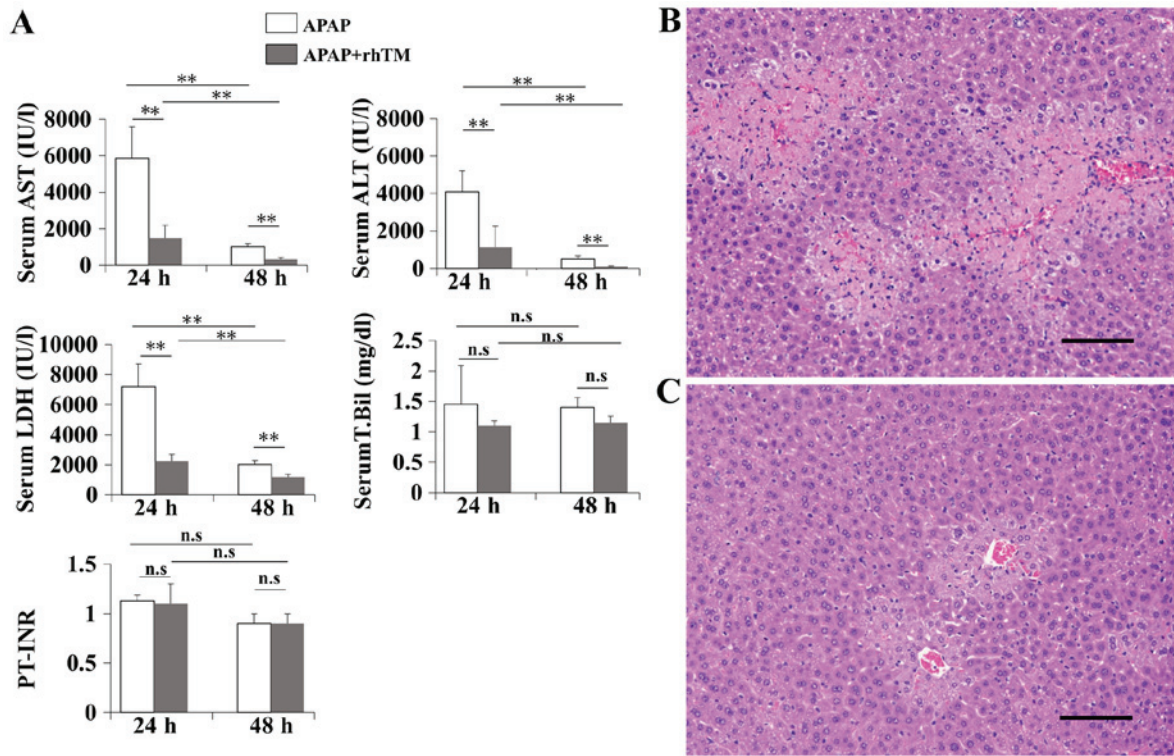 A
APAP
APAP+rhTM
**
**
**
**
Serum AST (IU/l)
8000
6000
4000
2000
0
24 h
48 h
**
**
**
**
Serum ALT (IU/l)
8000
6000
4000
2000
0
24 h
48 h
**
**
**
**
Serum LDH (IU/l)
10000
8000
6000
4000
2000
0
24 h
48 h
n.s
n.s
n.s
n.s
SerumT.Bil (mg/dl)
2.5
2
1.5
1
0.5
0
24 h
48 h
n.s
n.s
n.s
n.s
PT-INR
1.5
1
0.5
0
24 h
48 h
B
C